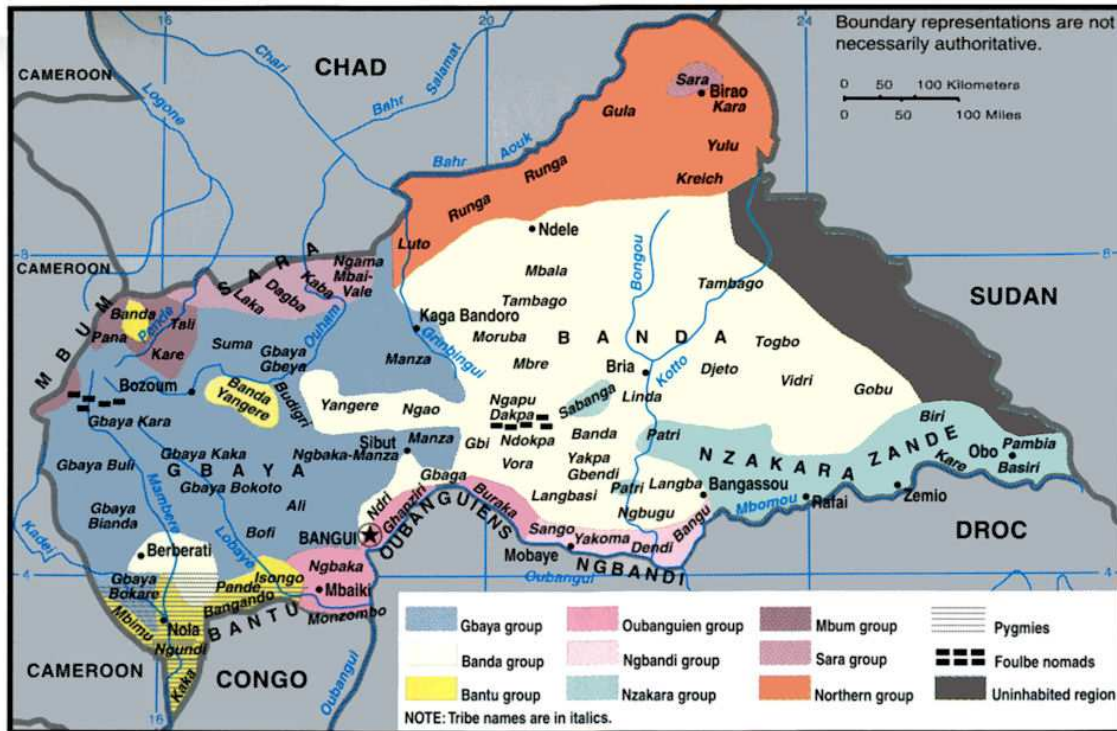 16
20
24
Boundary representations are not
necessarily authoritative.
0 50 100 Kilometers
0 50 100 Miles
CAMEROON
CHAD
Chari
Logone
Bahr Salamat
Bahr Aouk
Sara
Birao
Kara
Gula
Yulu
Kreich
Runga
Runga
Luto
Ndele
8
8
CAMEROON
SUDAN
MBUM
SARA
Ngama
Mbai-
Vale
Kaba
Dagba
Laka
Banda
Pana
Pende
Tali
Kare
Ouham
Suma
Gbaya
Gbeya
Kaga Bandoro
Gribingui
Manza
Mbala
Tambago
Moruba
Mbre
BANDA
Bongou
Tambago
Togbo
Bria
Kotto
Djeto
Vidri
Gobu
Linda
Bozoum
Banda
Yangere
Budigri
Yangere
Ngao
Ngapu
Dakpa
Sabanga
Gbaya Kara
Gbaya Kaka
Gbaya Buli
GBAYA
Gbaya Bokoto
Ngbaka-Manza
Sibut
Manza
Gbi
Ndokpa
Vora
Banda
Yakpa
Gbendi
Patri
Patri
NZAKARA
ZANDE
Biri
Obo
Pambia
Basiri
Kare
Gbaya
Bianda
Mambere
Ali
Bofi
Lobaye
Kadei
Ndri
Gbaga
Ghaziri
Buraka
Langbasi
Langba
Bangassou
Ngbugu
Bangu
Mbomou
Rafai
Zemio
DROC
BANGUI
OUBANGUIENS
Sango
Yakoma
Dendi
Mobaye
NGBANDI
Oubangui
Berberati
4
4
Gbaya
Bokare
Mbimu
Nola
Ngundi
Kaka
Pande
Isongo
Bangando
BANTU
Ngbaka
Mbaiki
Monzombo
CAMEROON
CONGO
Oubangui
16
Gbaya group
Banda group
Bantu group
Oubanguien group
Ngbandi group
Nzakara group
Mbum group
Sara group
Northern group
Pygmies
Foulbe nomads
Uninhabited region
NOTE: Tribe names are in italics.